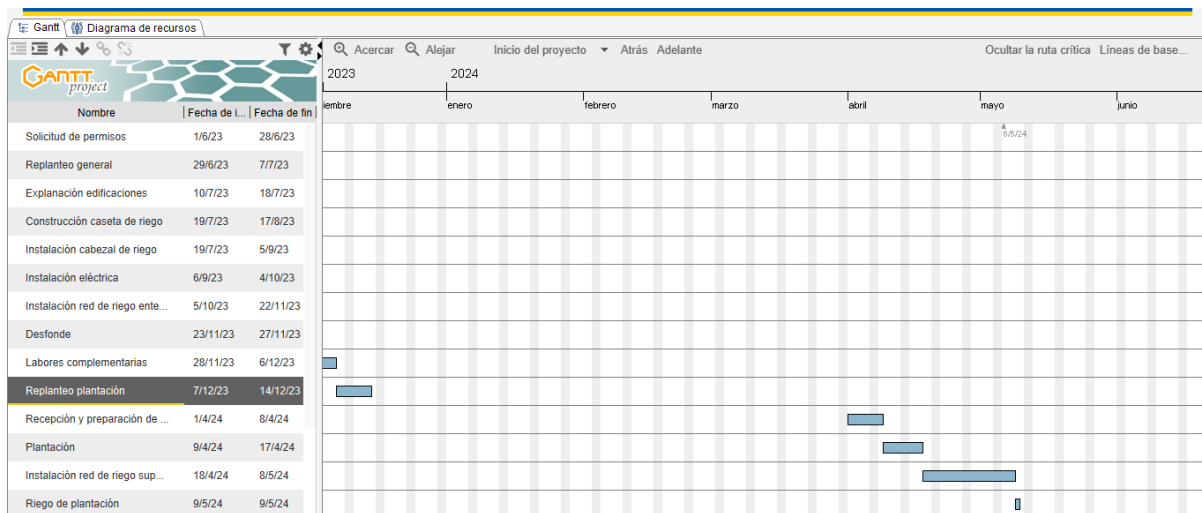 Gantt Diagrama de recursos
Acercar Alejar Inicio del proyecto Atrás Adelante Ocultar la ruta crítica Líneas de base...
GANTT project
2023 2024
Nombre Fecha de i... Fecha de fin
iembre enero febrero marzo abril mayo junio
Solicitud de permisos 1/6/23 28/6/23
8/5/24
Replanteo general 29/6/23 7/7/23
Explanación edificaciones 10/7/23 18/7/23
Construcción caseta de riego 19/7/23 17/8/23
Instalación cabezal de riego 19/7/23 5/9/23
Instalación eléctrica 6/9/23 4/10/23
Instalación red de riego ente... 5/10/23 22/11/23
Desfonde 23/11/23 27/11/23
Labores complementarias 28/11/23 6/12/23
Replanteo plantación 7/12/23 14/12/23
Recepción y preparación de ... 1/4/24 8/4/24
Plantación 9/4/24 17/4/24
Instalación red de riego sup... 18/4/24 8/5/24
Riego de plantación 9/5/24 9/5/24